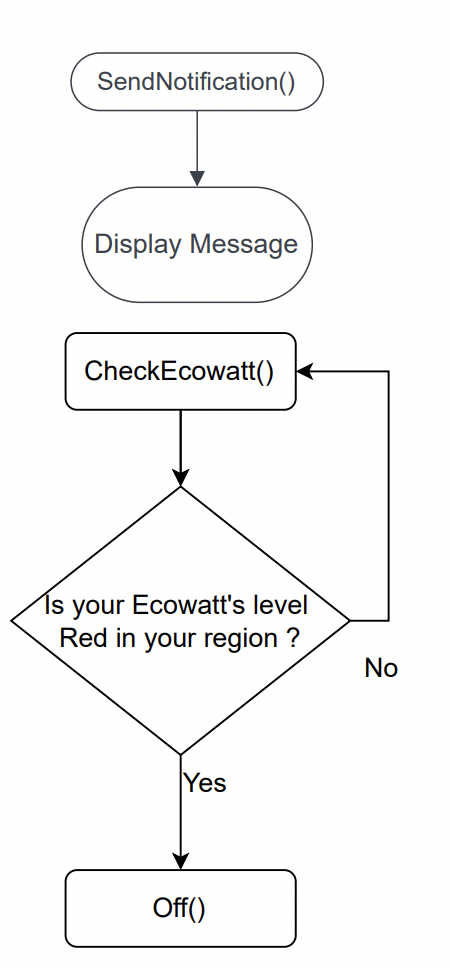 SendNotification()
Display Message
CheckEcowatt()
Is your Ecowatt's level
Red in your region ?
No
Yes
Off()